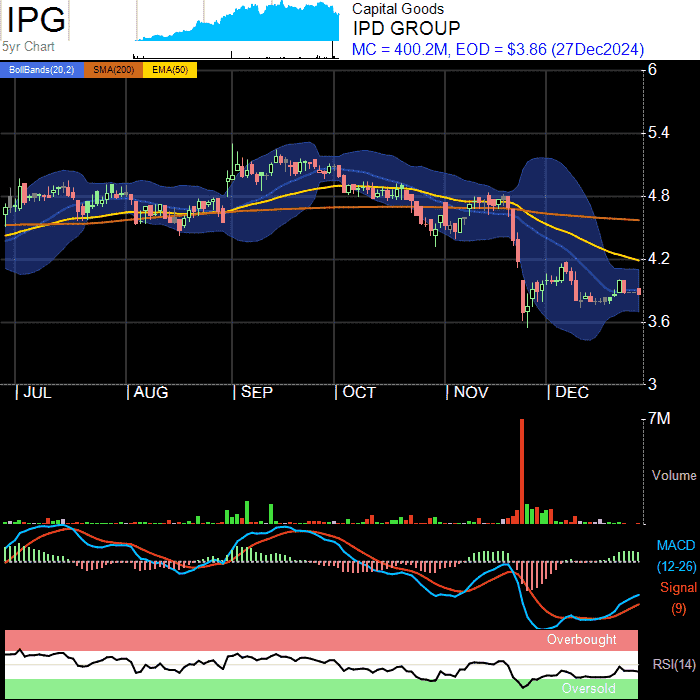 IPG
5yr Chart
Capital Goods
IPD GROUP
MC = 400.2M, EOD = $3.86 (27Dec2024)
BollBands(20,2) SMA(200) EMA(50)
6
5.4
4.8
4.2
3.6
3
JUL AUG SEP OCT NOV DEC
7M
Volume
MACD
(12-26)
Signal
(9)
Overbought
RSI(14)
Oversold